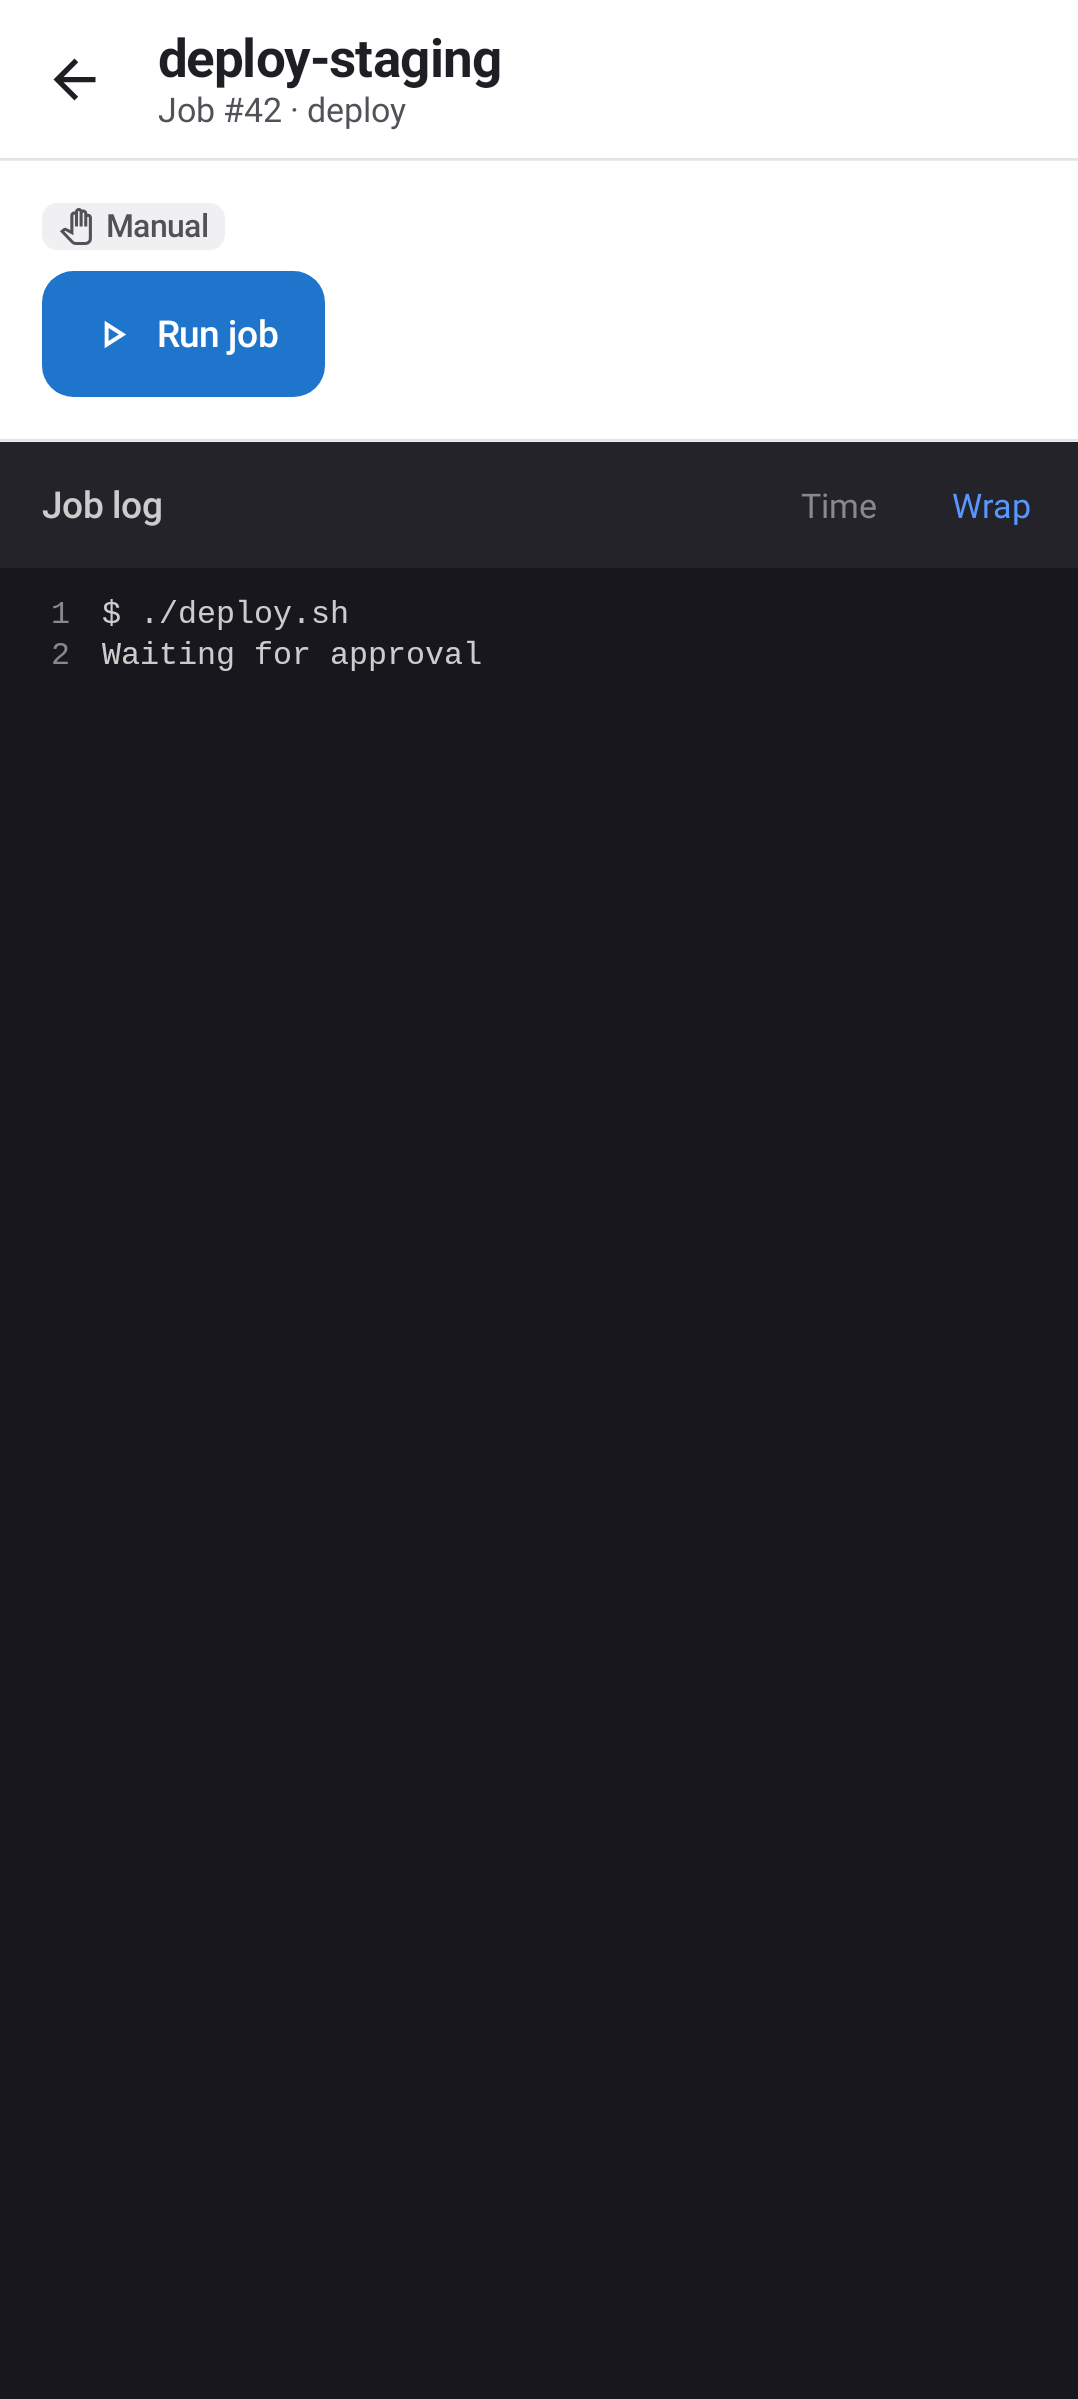 deploy-staging
Job #42 · deploy
Manual
Run job
Job log Time Wrap
1 $ ./deploy.sh
2 Waiting for approval